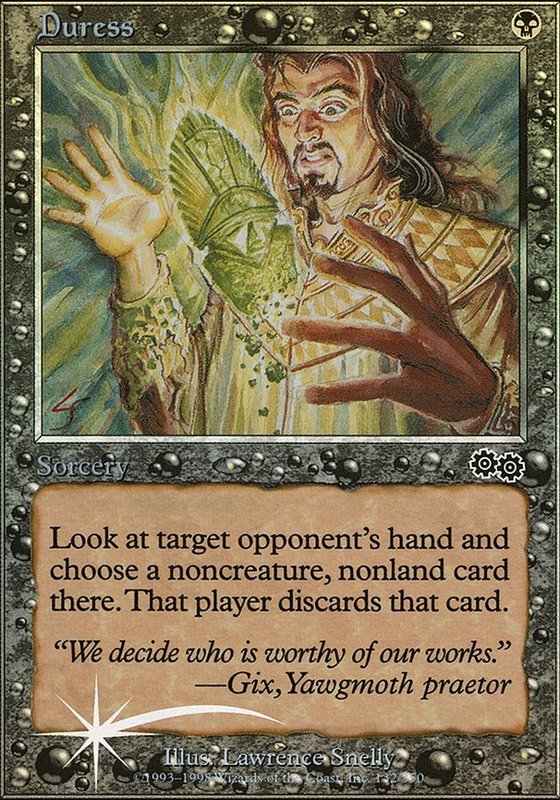 Duress
Sorcery
Look at target opponent's hand and
choose a noncreature, nonland card
there. That player discards that card.
“We decide who is worthy of our works.”
—Gix, Yawgmoth praetor
Illus. Lawrence Snelly
©1993–1998 Wizards of the Coast, Inc. 132/350